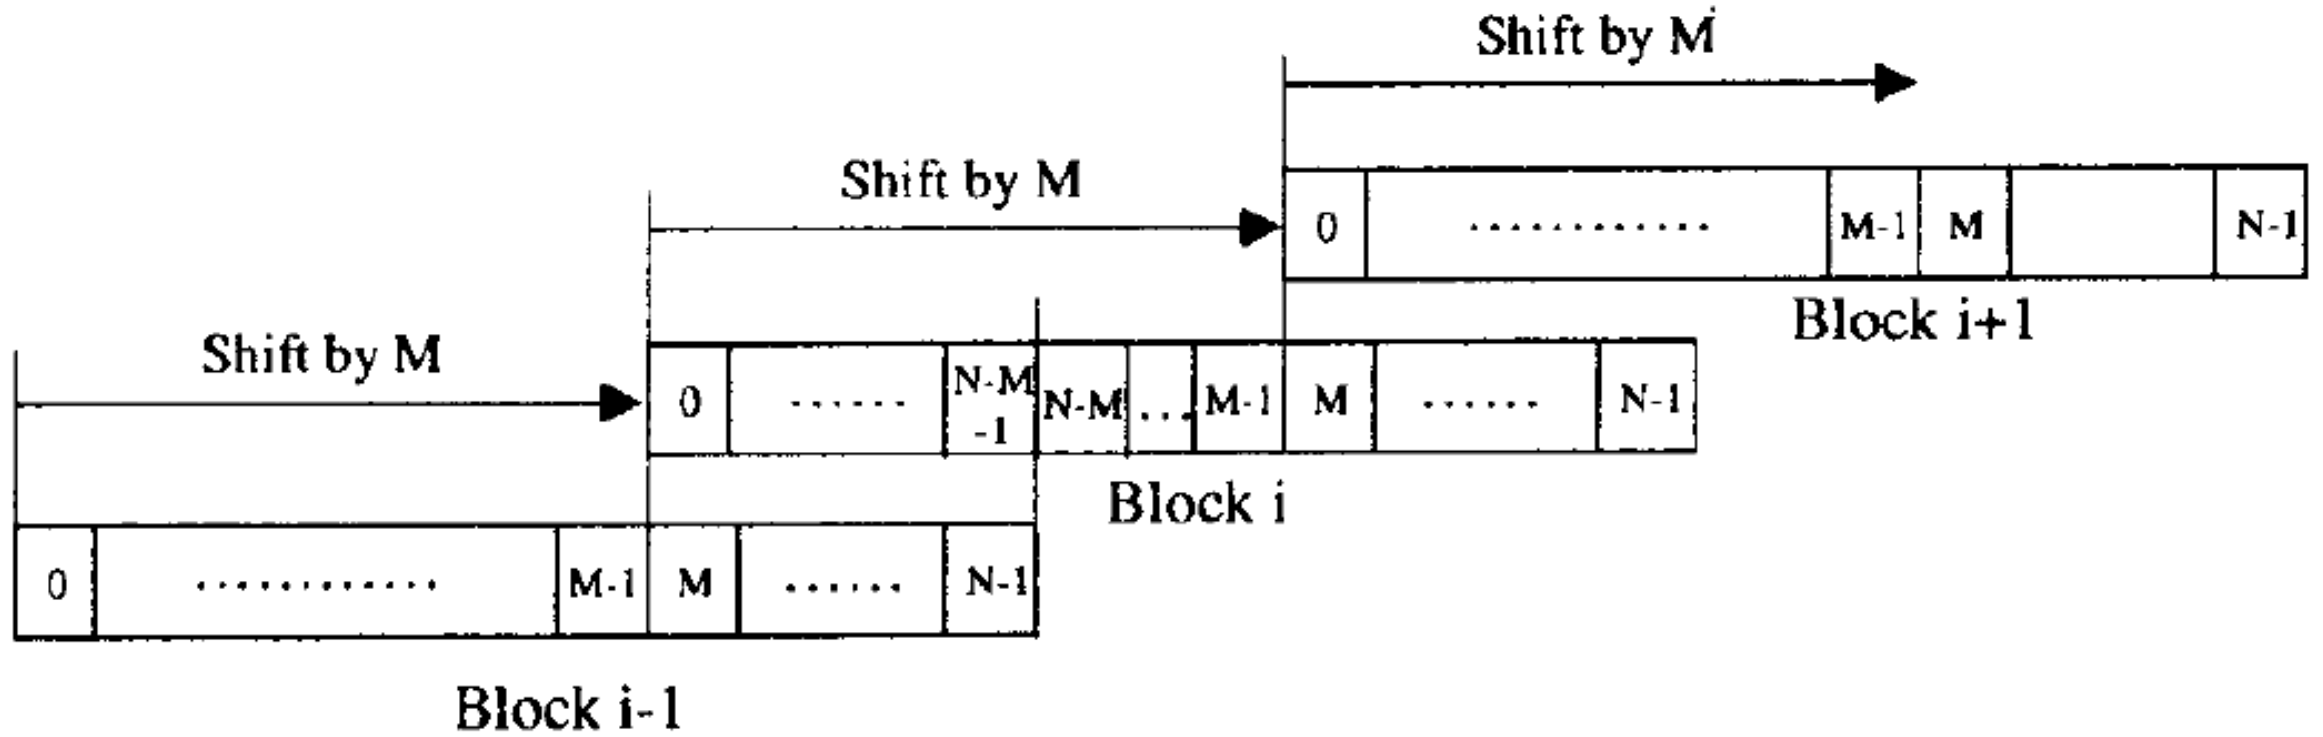 Shift by M
Shift by M
0 ............ M-1 M N-1
Block i+1
Shift by M
0 ...... N-M-1 N-M ... M-1 M ...... N-1
Block i
0 ............ M-1 M ...... N-1
Block i-1